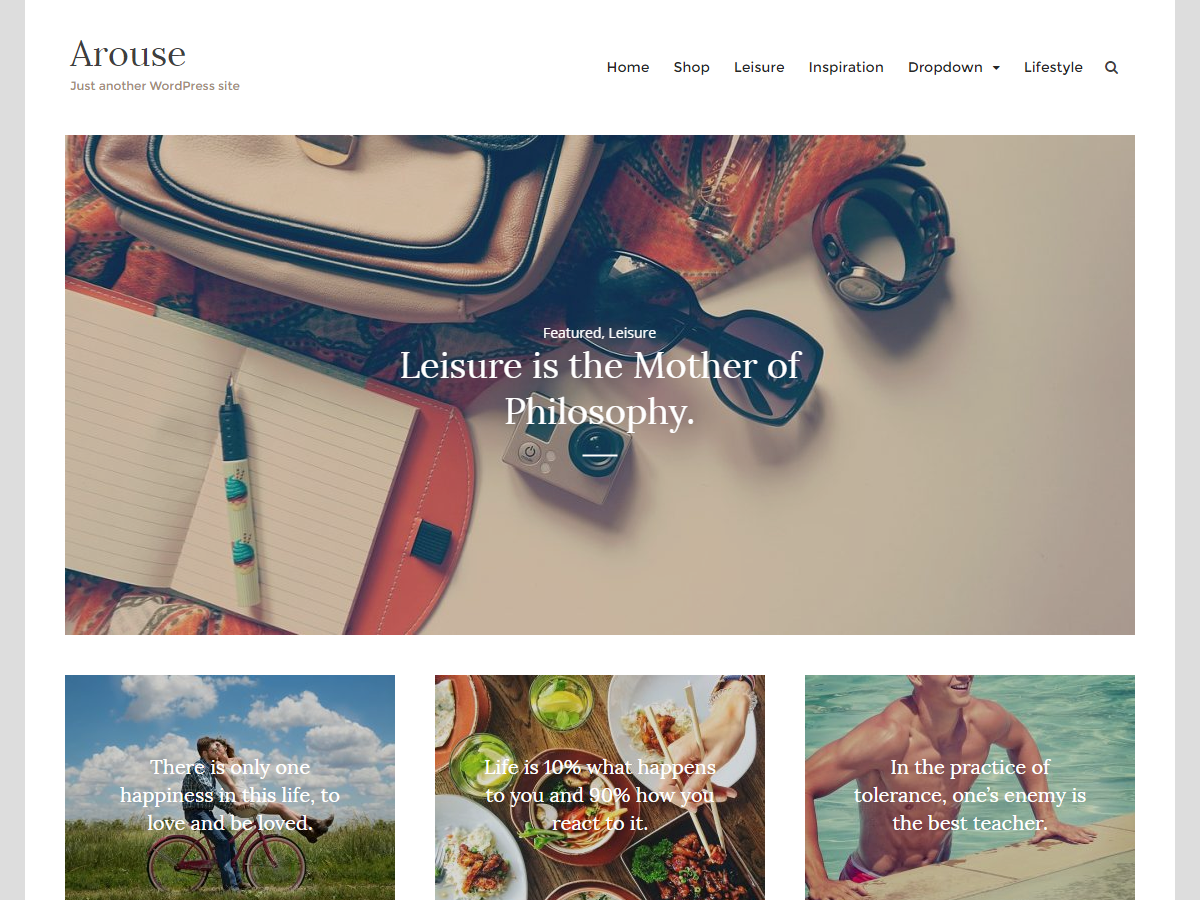 Arouse
Just another WordPress site
Home Shop Leisure Inspiration Dropdown Lifestyle
Featured, Leisure
Leisure is the Mother of
Philosophy.
There is only one
happiness in this life, to
love and be loved.
Life is 10% what happens
to you and 90% how you
react to it.
In the practice of
tolerance, one’s enemy is
the best teacher.